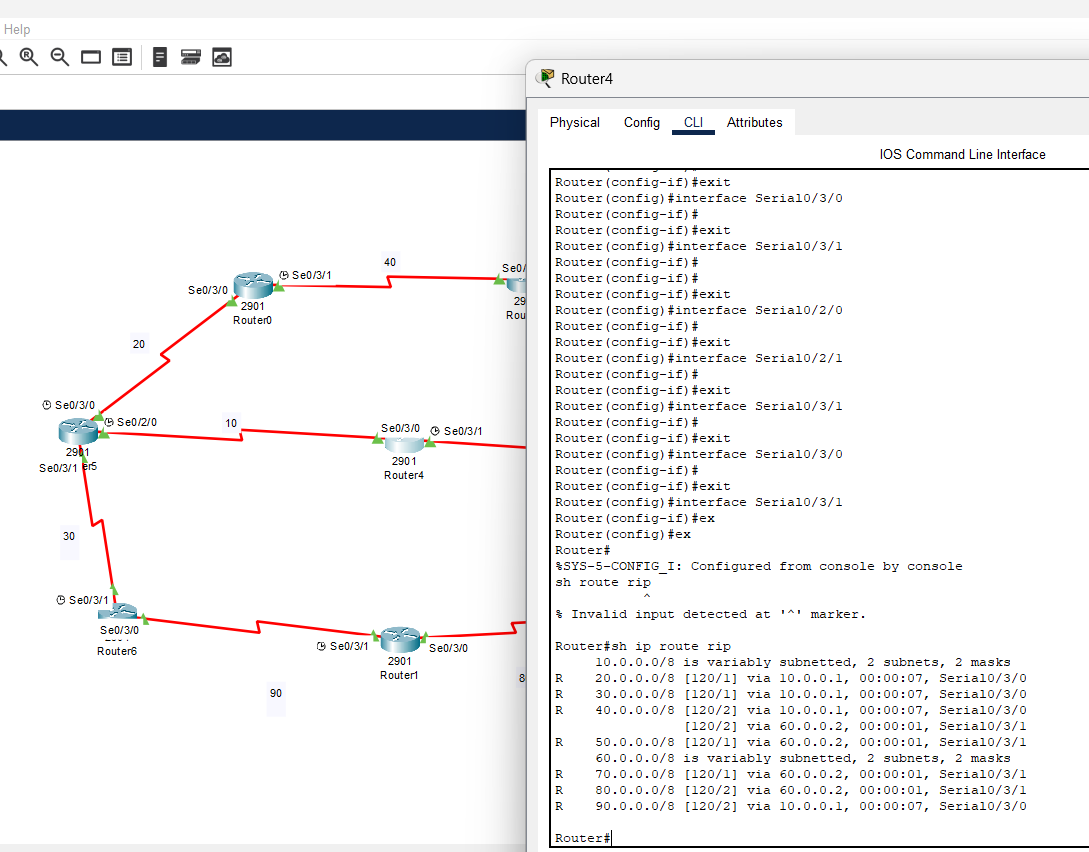 Help
Router4
Physical Config CLI Attributes
IOS Command Line Interface
40
Se0/3/1
Se0/
Se0/3/0
2901
29
Router0
Rou
20
Se0/3/0
Se0/2/0
10
Se0/3/0
Se0/3/1
2901
Se0/3/1 er5
2901
Router4
30
Se0/3/1
Se0/3/0
Router6
Se0/3/1
Se0/3/0
2901
Router1
90
8
Router(config-if)#exit
Router(config)#interface Serial0/3/0
Router(config-if)#
Router(config-if)#exit
Router(config)#interface Serial0/3/1
Router(config-if)#
Router(config-if)#
Router(config-if)#exit
Router(config)#interface Serial0/2/0
Router(config-if)#
Router(config-if)#exit
Router(config)#interface Serial0/2/1
Router(config-if)#
Router(config-if)#exit
Router(config)#interface Serial0/3/1
Router(config-if)#
Router(config-if)#exit
Router(config)#interface Serial0/3/0
Router(config-if)#
Router(config-if)#exit
Router(config)#interface Serial0/3/1
Router(config-if)#ex
Router(config)#ex
Router#
%SYS-5-CONFIG_I: Configured from console by console
sh route rip
^
% Invalid input detected at '^' marker.
Router#sh ip route rip
10.0.0.0/8 is variably subnetted, 2 subnets, 2 masks
R 20.0.0.0/8 [120/1] via 10.0.0.1, 00:00:07, Serial0/3/0
R 30.0.0.0/8 [120/1] via 10.0.0.1, 00:00:07, Serial0/3/0
R 40.0.0.0/8 [120/2] via 10.0.0.1, 00:00:07, Serial0/3/0
[120/2] via 60.0.0.2, 00:00:01, Serial0/3/1
R 50.0.0.0/8 [120/1] via 60.0.0.2, 00:00:01, Serial0/3/1
60.0.0.0/8 is variably subnetted, 2 subnets, 2 masks
R 70.0.0.0/8 [120/1] via 60.0.0.2, 00:00:01, Serial0/3/1
R 80.0.0.0/8 [120/2] via 60.0.0.2, 00:00:01, Serial0/3/1
R 90.0.0.0/8 [120/2] via 10.0.0.1, 00:00:07, Serial0/3/0
Router#